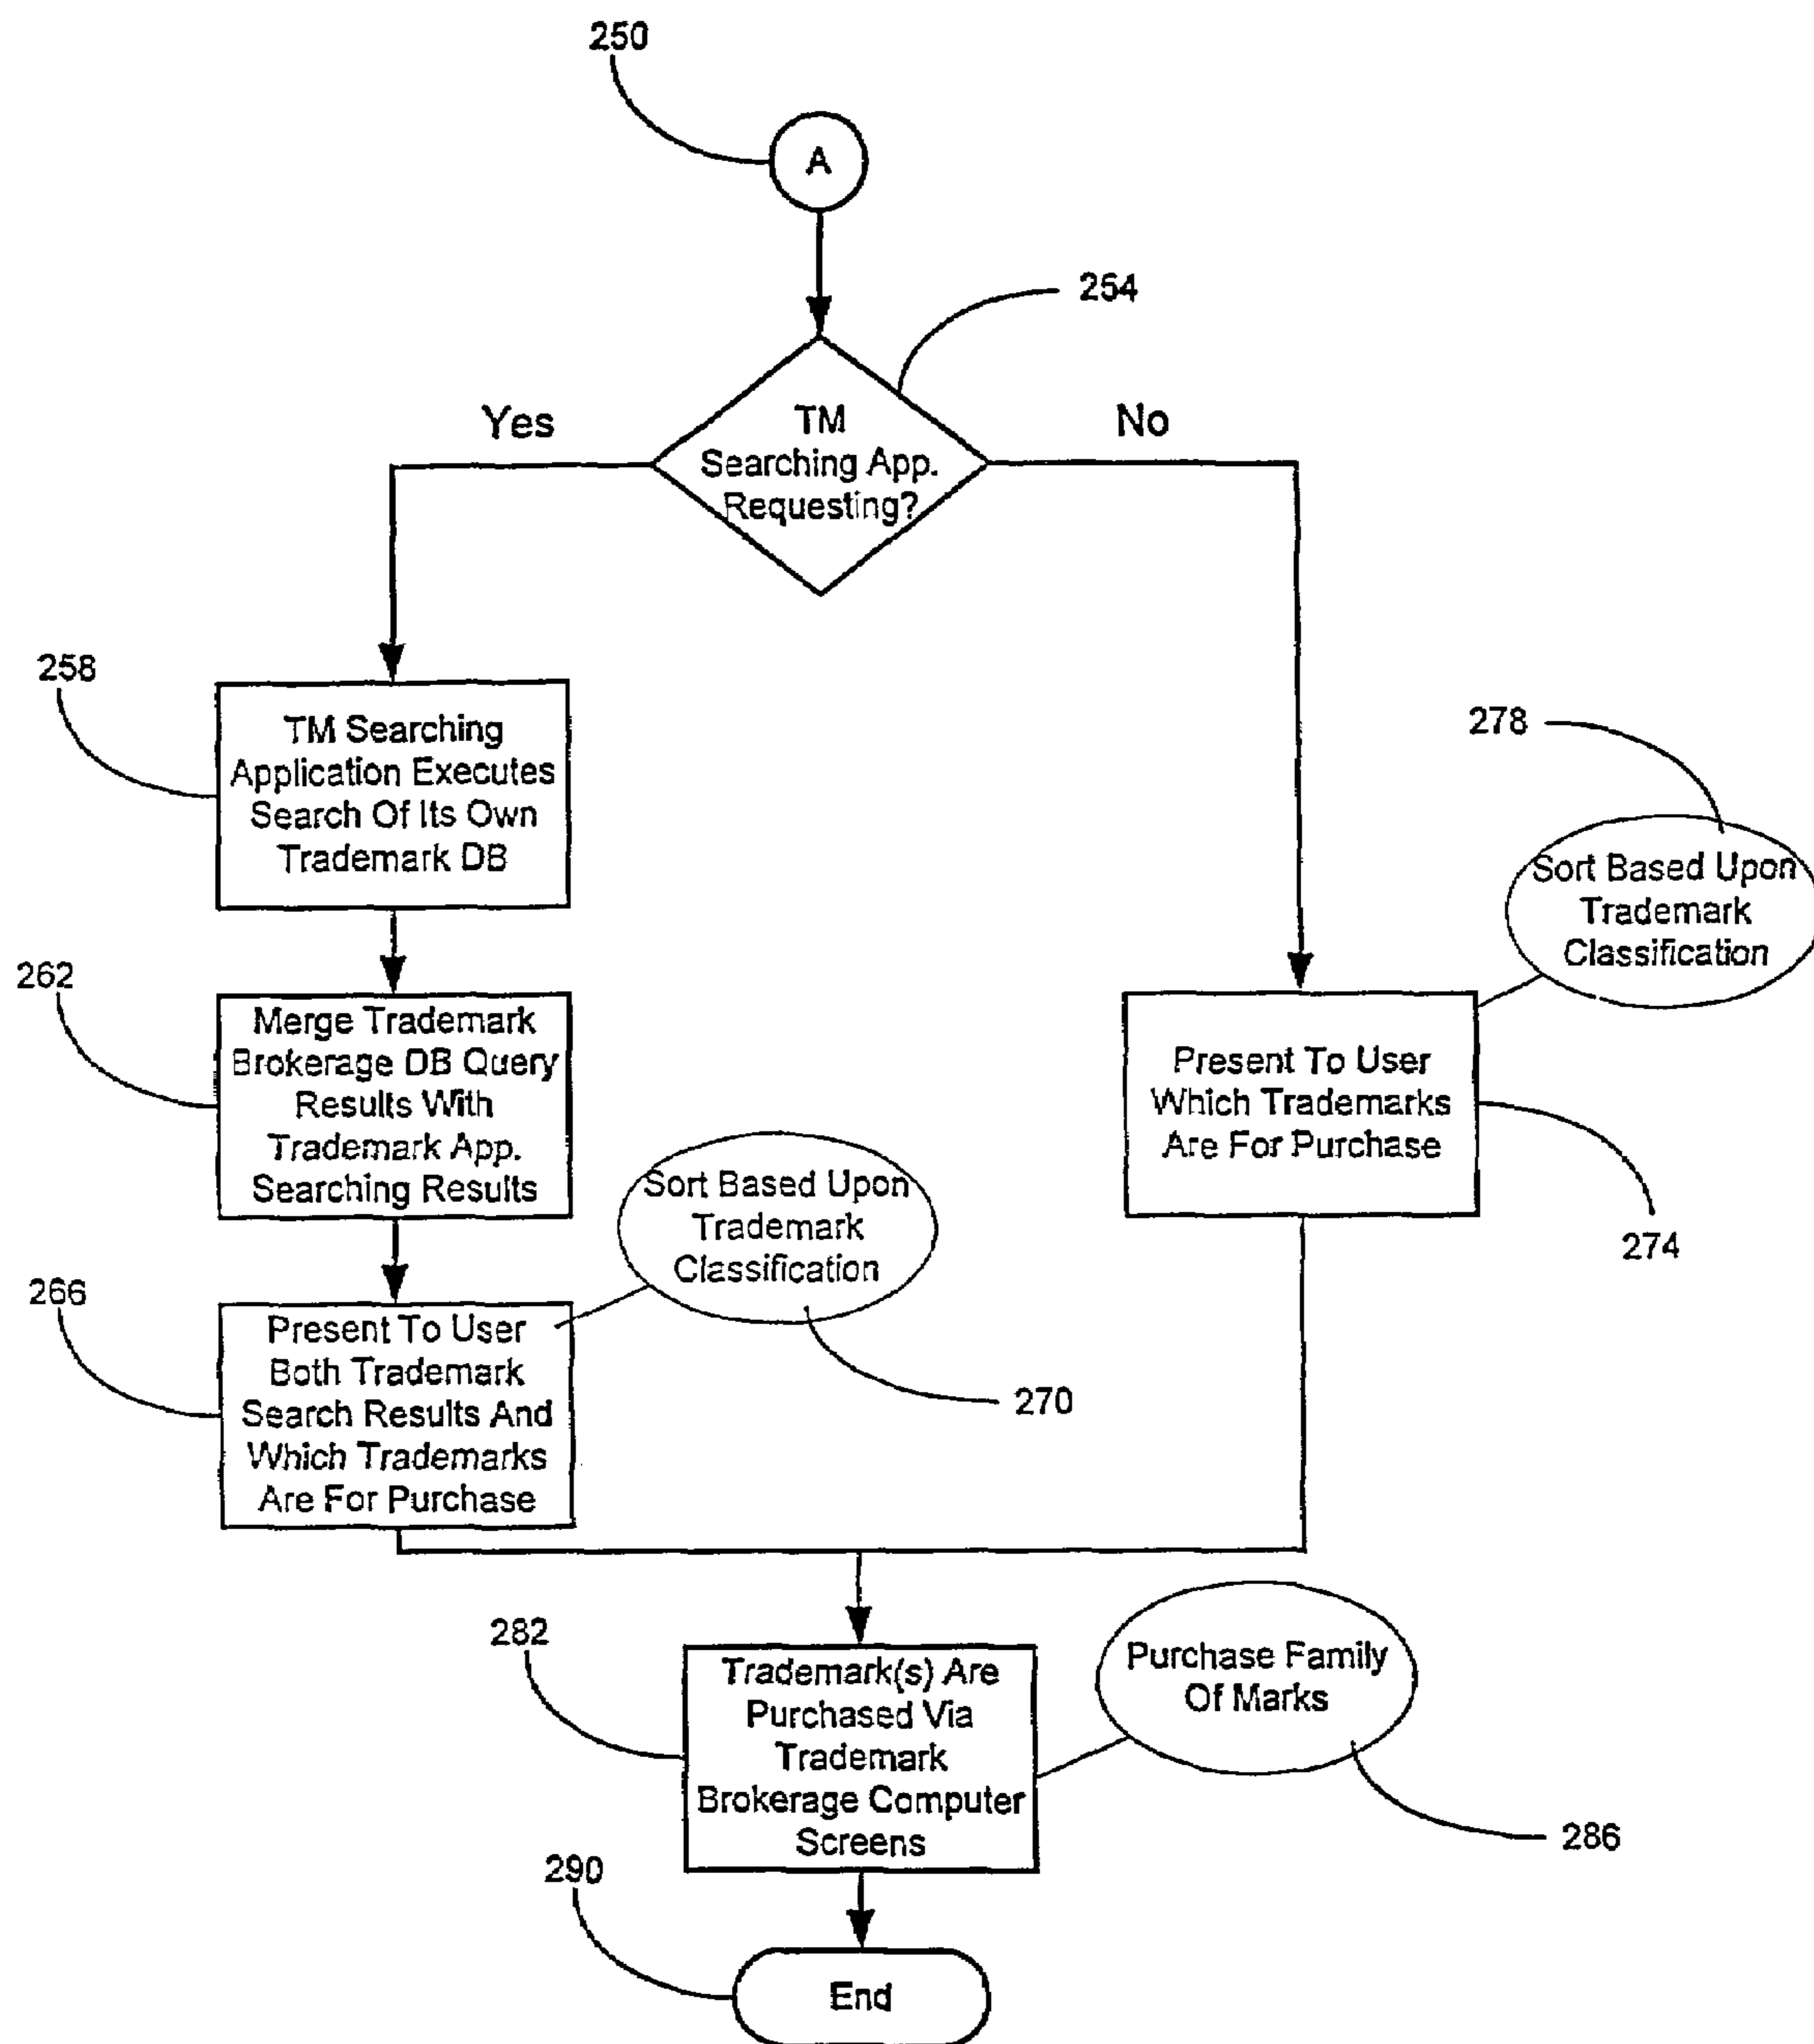 250
A
254
TM
Searching App.
Requesting?
Yes
No
258
TM Searching
Application Executes
Search Of Its Own
Trademark DB
278
Sort Based Upon
Trademark
Classification
262
Merge Trademark
Brokerage DB Query
Results With
Trademark App.
Searching Results
Present To User
Which Trademarks
Are For Purchase
274
Sort Based Upon
Trademark
Classification
270
266
Present To User
Both Trademark
Search Results And
Which Trademarks
Are For Purchase
282
Trademark(s) Are
Purchased Via
Trademark
Brokerage Computer
Screens
Purchase Family
Of Marks
286
290
End